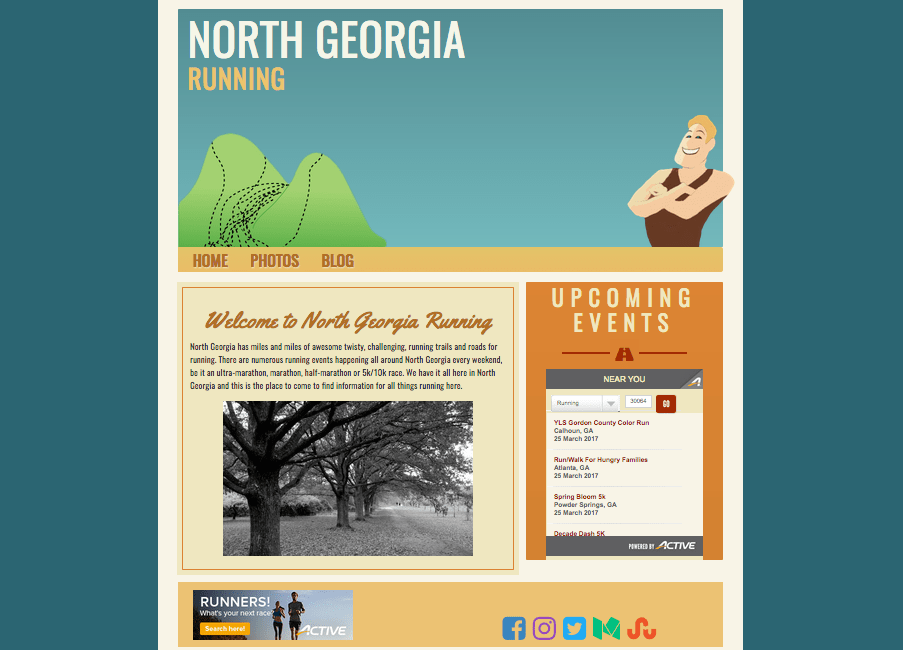 NORTH GEORGIA
RUNNING
HOME PHOTOS BLOG
Welcome to North Georgia Running
North Georgia has miles and miles of awesome twisty, challenging, running trails and roads for
running. There are numerous running events happening all around North Georgia every weekend,
be it an ultra-marathon, marathon, half-marathon or 5k/10k race. We have it all here in North
Georgia and this is the place to come to find information for all things running here.
UPCOMING
EVENTS
NEAR YOU
Running 30064 GO
YLS Gordon County Color Run
Calhoun, GA
25 March 2017
Run/Walk For Hungry Families
Atlanta, GA
25 March 2017
Spring Bloom 5k
Powder Springs, GA
25 March 2017
Decade Dash 5K
POWERED BY ACTIVE
RUNNERS!
What's your next race?
Search here!
ACTIVE